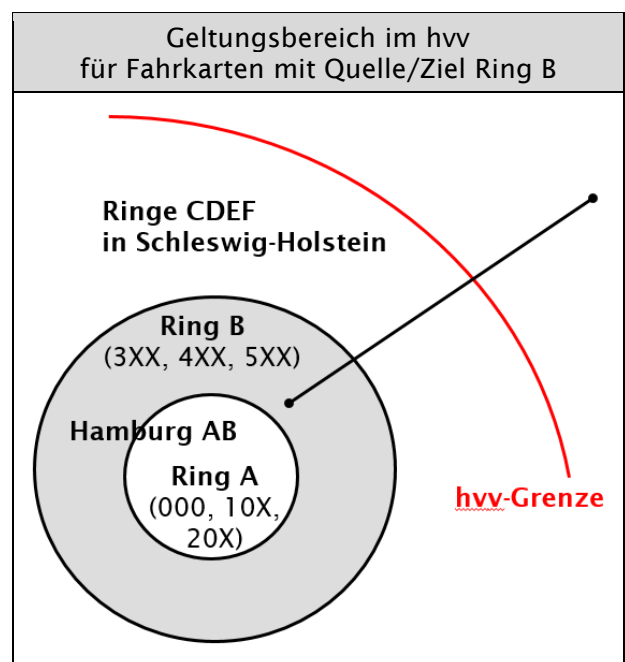 Geltungsbereich im hvv
für Fahrkarten mit Quelle/Ziel Ring B
Ringe CDEF
in Schleswig-Holstein
Ring B
(3XX, 4XX, 5XX)
Hamburg AB
Ring A
(000, 10X,
20X)
hvv-Grenze